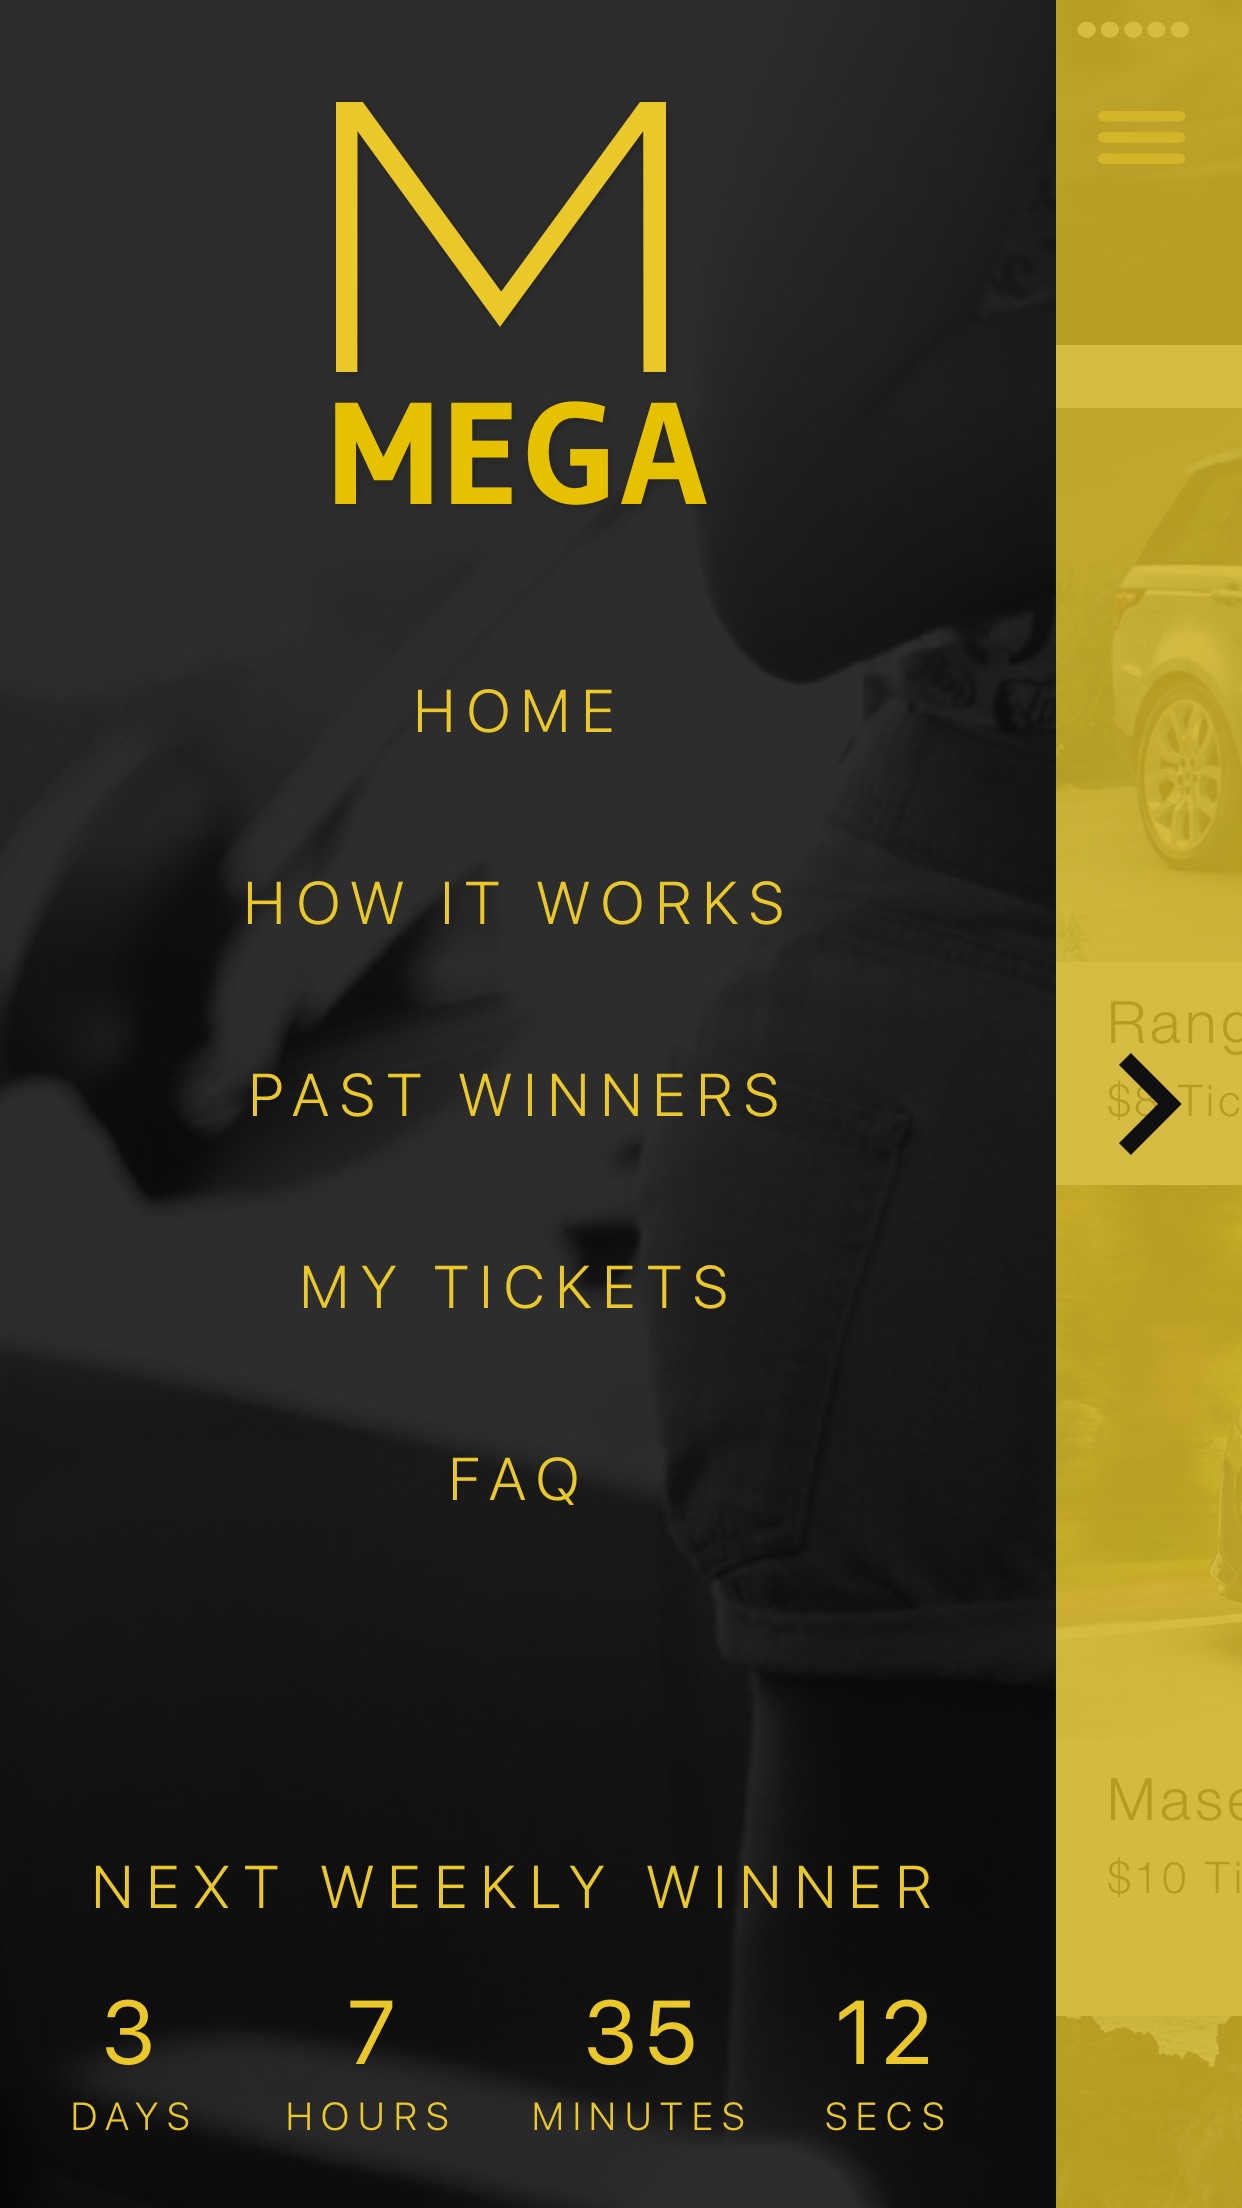 M
MEGA
HOME
HOW IT WORKS
PAST WINNERS
MY TICKETS
FAQ
NEXT WEEKLY WINNER
3 7 35 12
DAYS HOURS MINUTES SECS
Rang
$8 Tic
Mase
$10 Ti